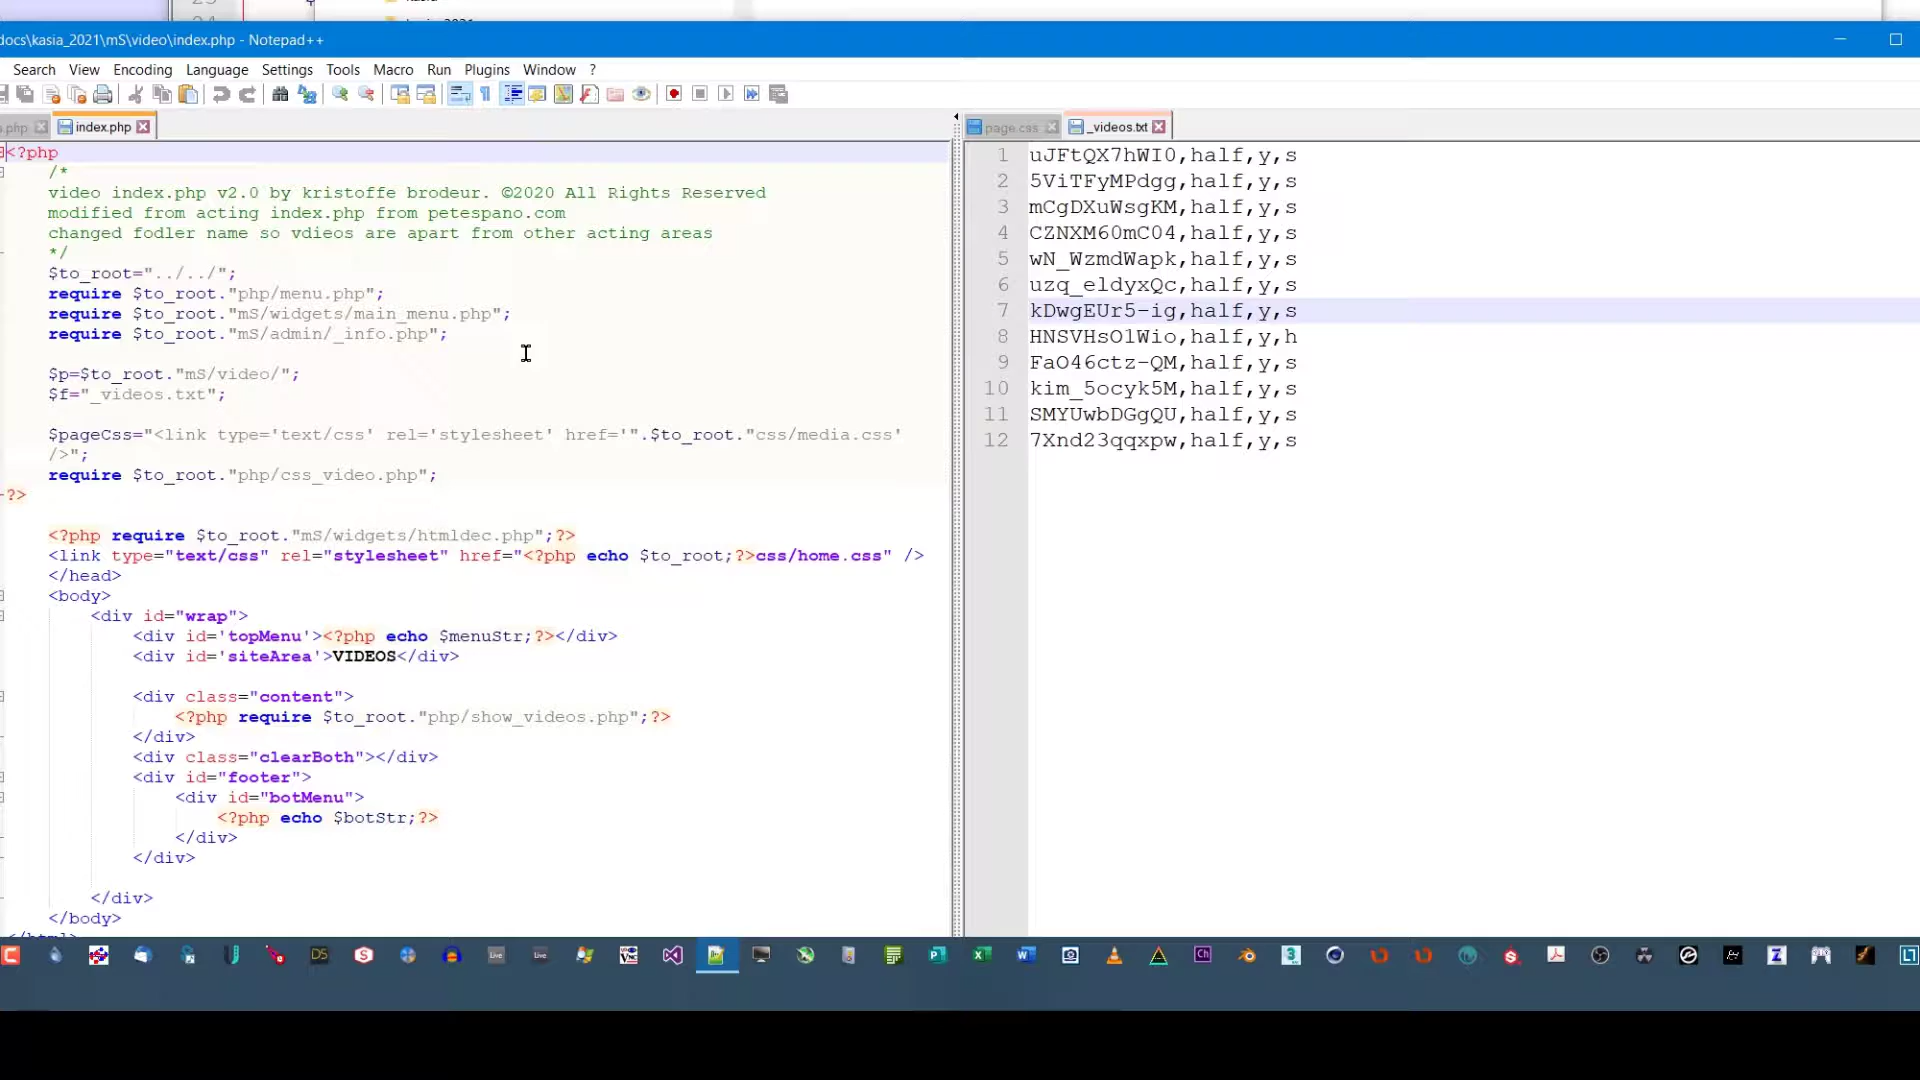 docs\kasia_2021\mS\video\index.php - Notepad++
Search View Encoding Language Settings Tools Macro Run Plugins Window ?
.php index.php
<?php
/*
video index.php v2.0 by kristoffe brodeur. ©2020 All Rights Reserved
modified from acting index.php from petespano.com
changed fodler name so vdieos are apart from other acting areas
*/
$to_root="../../";
require $to_root."php/menu.php";
require $to_root."mS/widgets/main_menu.php";
require $to_root."mS/admin/_info.php";
$p=$to_root."mS/video/";
$f="_videos.txt";
$pageCss="<link type='text/css' rel='stylesheet' href='".$to_root."css/media.css'
/>";
require $to_root."php/css_video.php";
?>
<?php require $to_root."mS/widgets/htmldec.php";?>
<link type="text/css" rel="stylesheet" href="<?php echo $to_root;?>css/home.css" />
</head>
<body>
<div id="wrap">
<div id='topMenu'><?php echo $menuStr;?></div>
<div id='siteArea'>VIDEOS</div>
<div class="content">
<?php require $to_root."php/show_videos.php";?>
</div>
<div class="clearBoth"></div>
<div id="footer">
<div id="botMenu">
<?php echo $botStr;?>
</div>
</div>
</div>
</body>
page.css _videos.txt
1 uJFtQX7hWI0,half,y,s
2 5ViTFyMPdgg,half,y,s
3 mCgDXuWsgKM,half,y,s
4 CZNXM60mC04,half,y,s
5 wN_WzmdWapk,half,y,s
6 uzq_eldyxQc,half,y,s
7 kDwgEUr5-ig,half,y,s
8 HNSVHsO1Wio,half,y,h
9 FaO46ctz-QM,half,y,s
10 kim_5ocyk5M,half,y,s
11 SMYUwbDGgQU,half,y,s
12 7Xnd23qqxpw,half,y,s